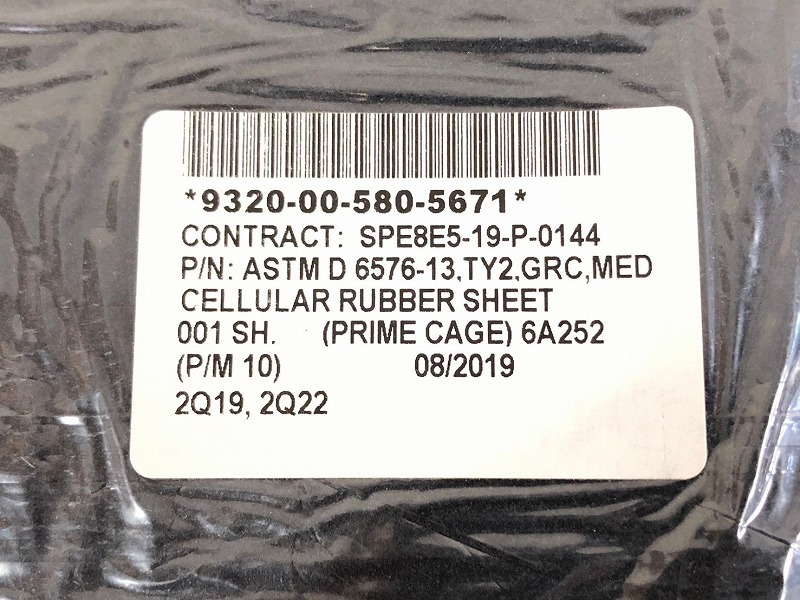 *9320-00-580-5671*
CONTRACT: SPE8E5-19-P-0144
P/N: ASTM D 6576-13,TY2,GRC,MED
CELLULAR RUBBER SHEET
001 SH. (PRIME CAGE) 6A252
(P/M 10) 08/2019
2Q19, 2Q22